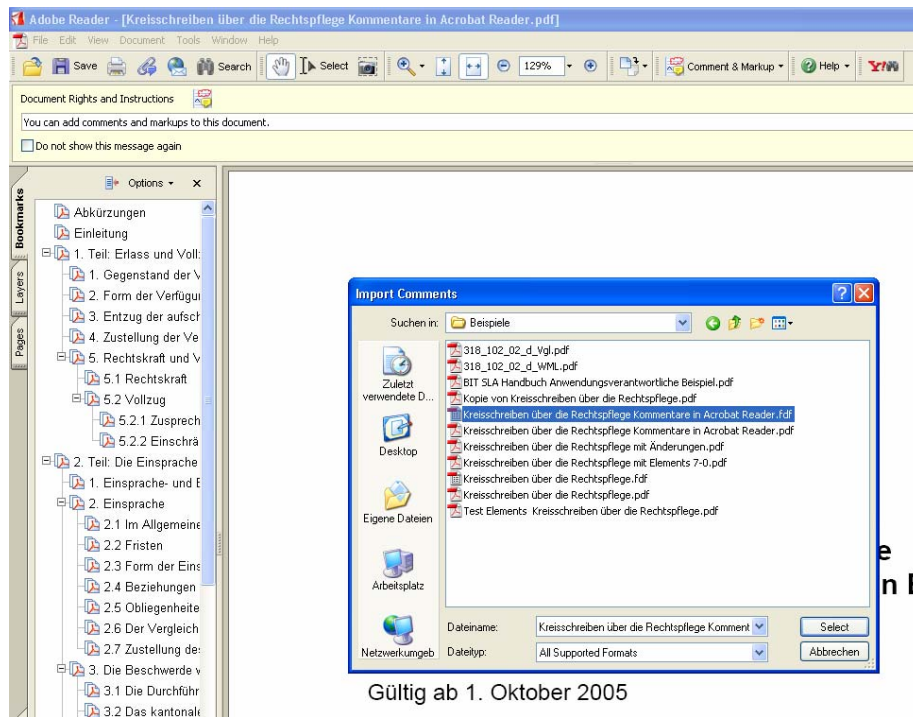 Adobe Reader - [Kreisschreiben über die Rechtspflege Kommentare in Acrobat Reader.pdf]
File Edit View Document Tools Window Help
Save Search Select 129% Comment & Markup Help Y!
Document Rights and Instructions
You can add comments and markups to this document.
Do not show this message again
Options x
Bookmarks
Layers
Pages
Abkürzungen
Einleitung
1. Teil: Erlass und Voll:
1. Gegenstand der V
2. Form der Verfügu
3. Entzug der aufsch
4. Zustellung der Ve
5. Rechtskraft und V
5.1 Rechtskraft
5.2 Vollzug
5.2.1 Zusprech
5.2.2 Einschrä
2. Teil: Die Einsprache
1. Einsprache- und E
2. Einsprache
2.1 Im Allgemeine
2.2 Fristen
2.3 Form der Eins
2.4 Beziehungen
2.5 Obliegenheite
2.6 Der Vergleich
2.7 Zustellung de
3. Die Beschwerde v
3.1 Die Durchführ
3.2 Das kantonale
Import Comments
Suchen in: Beispiele
Zuletzt
verwendete D...
Desktop
Eigene Dateien
Arbeitsplatz
Netzwerkumgeb
318_102_02_d_Vgl.pdf
318_102_02_d_WML.pdf
BIT SLA Handbuch Anwendungsverantwortliche Beispiel.pdf
Kopie von Kreisschreiben über die Rechtspflege.pdf
Kreisschreiben über die Rechtspflege Kommentare in Acrobat Reader.fdf
Kreisschreiben über die Rechtspflege Kommentare in Acrobat Reader.pdf
Kreisschreiben über die Rechtspflege mit Änderungen.pdf
Kreisschreiben über die Rechtspflege mit Elements 7-0.pdf
Kreisschreiben über die Rechtspflege.fdf
Kreisschreiben über die Rechtspflege.pdf
Test Elements Kreisschreiben über die Rechtspflege.pdf
Dateiname: Kreisschreiben über die Rechtspflege Komment Select
Dateityp: All Supported Formats Abbrechen
e
n E
Gültig ab 1. Oktober 2005